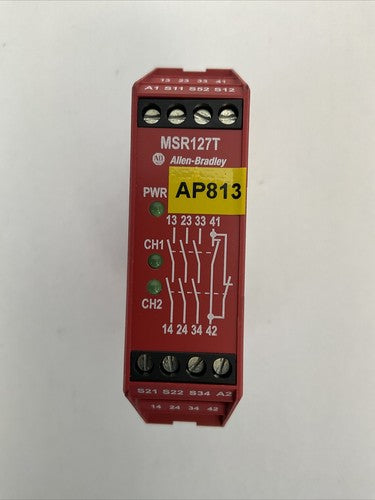 13 23 33 41
A1 S11 S52 S12
MSR127T
AB Allen-Bradley
PWR AP813
13 23 33 41
CH1
CH2
14 24 34 42
S21 S22 S34 A2
14 24 34 42